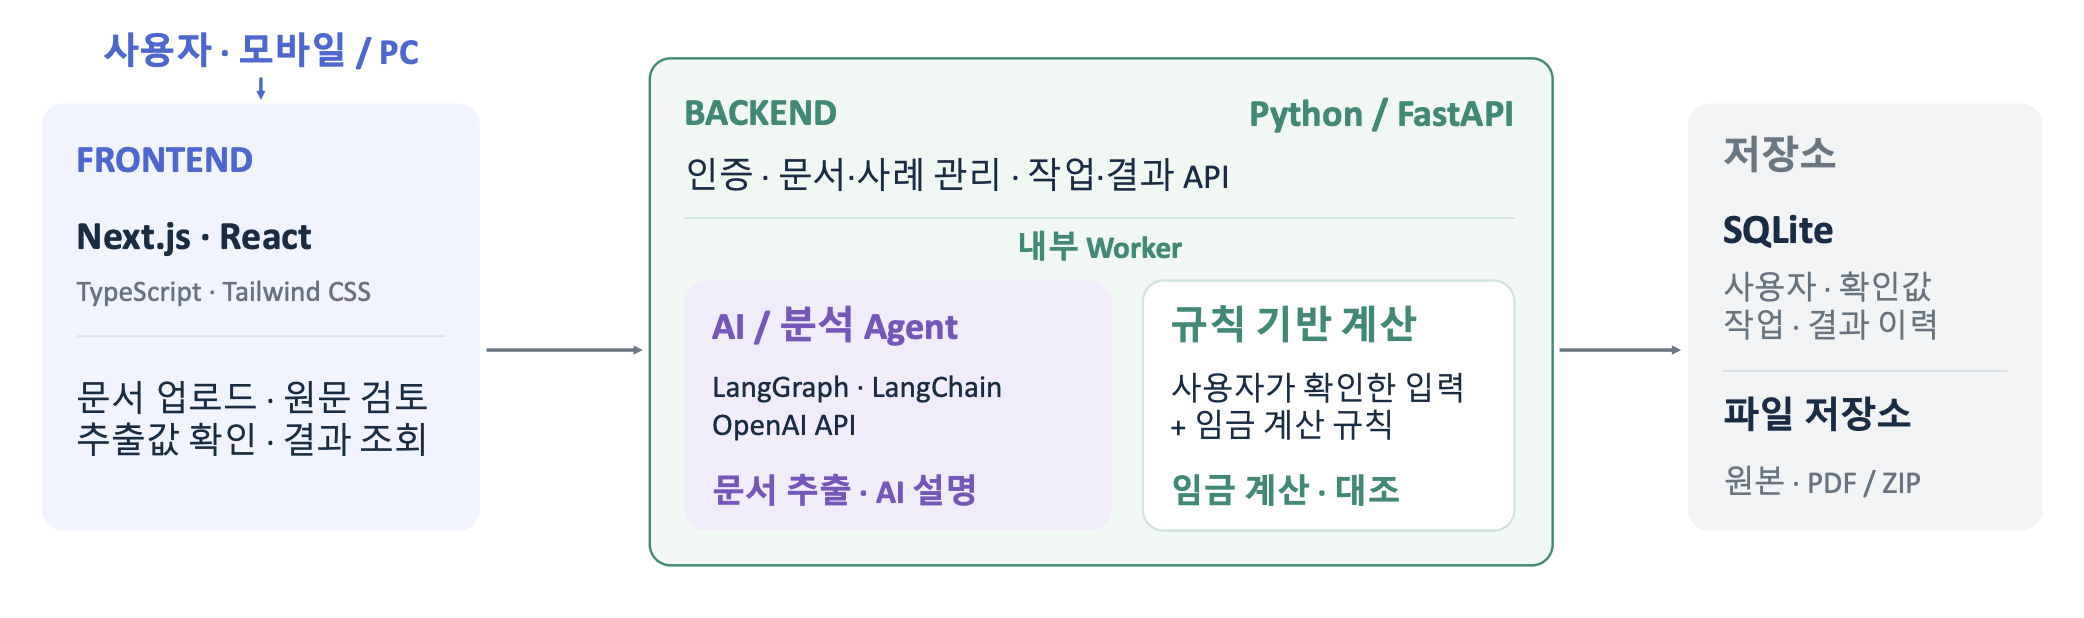 사용자 · 모바일 / PC
FRONTEND
Next.js · React
TypeScript · Tailwind CSS
문서 업로드 · 원문 검토
추출값 확인 · 결과 조회
BACKEND
Python / FastAPI
인증 · 문서·사례 관리 · 작업·결과 API
내부 Worker
AI / 분석 Agent
LangGraph · LangChain
OpenAI API
문서 추출 · AI 설명
규칙 기반 계산
사용자가 확인한 입력
+ 임금 계산 규칙
임금 계산 · 대조
저장소
SQLite
사용자 · 확인값
작업 · 결과 이력
파일 저장소
원본 · PDF / ZIP